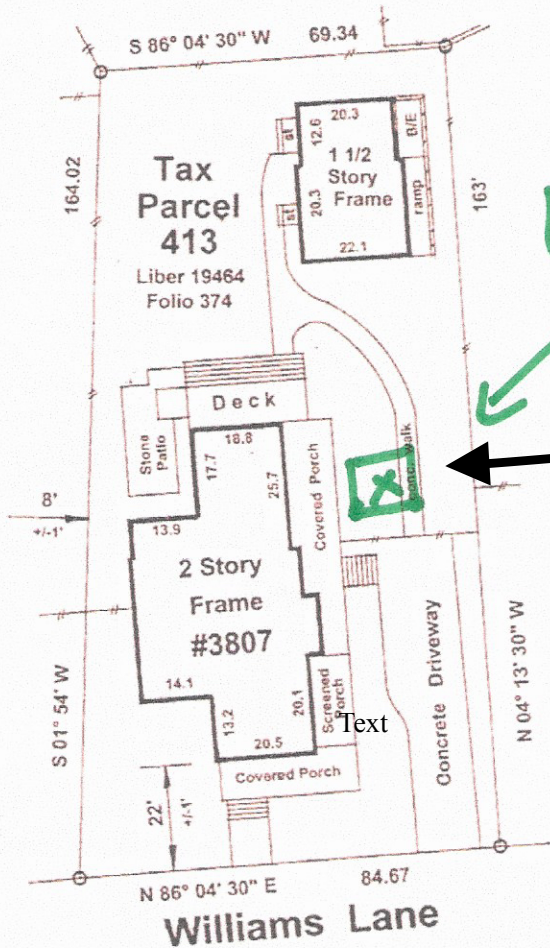 S 86° 04' 30" W
69.34
164.02
Tax
Parcel
413
Liber 19464
Folio 374
20.3
st
12.6
B/E
1 1/2
Story
Frame
st
20.3
ramp
22.1
163'
Deck
Stone
Patio
18.8
17.7
25.7
Covered Porch
conc. walk
X
8'
+/-1'
13.9
2 Story
Frame
#3807
14.1
13.2
20.1
Screened
Porch
Text
20.5
Covered Porch
Concrete Driveway
S 01° 54' W
N 04° 13' 30" W
22'
+/-1'
N 86° 04' 30" E
84.67
Williams Lane